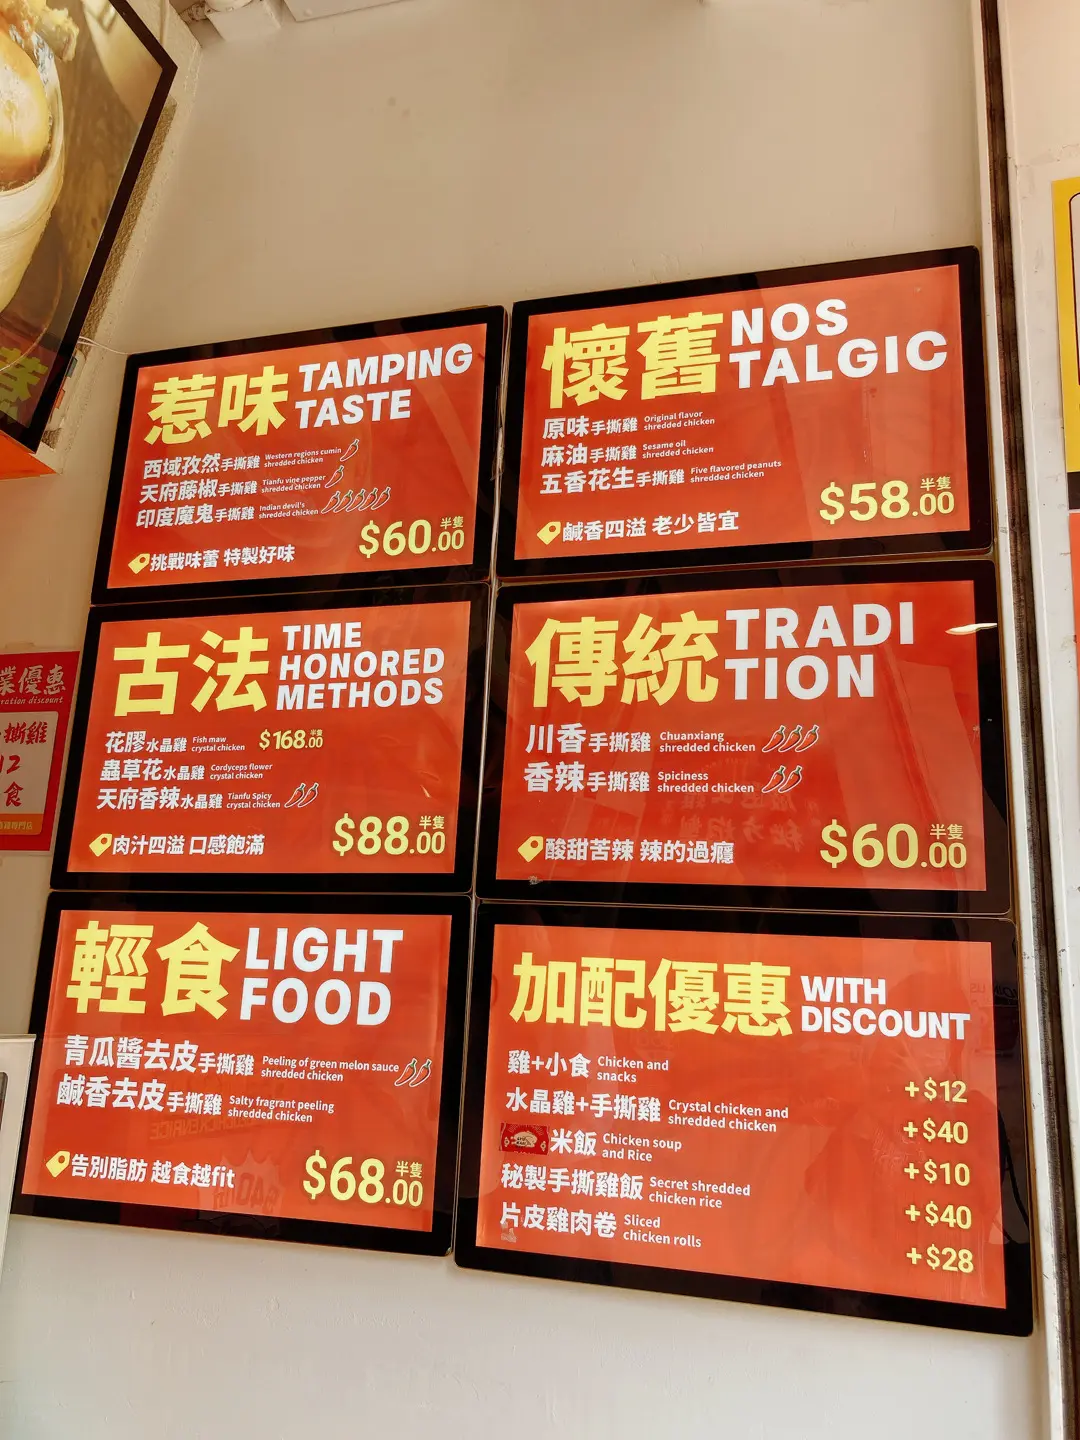 惹味 TAMPING TASTE
西域孜然手撕雞 Western regions cumin shredded chicken
天府藤椒手撕雞 Tianfu vine pepper shredded chicken
印度魔鬼手撕雞 Indian devil's shredded chicken
$60.00 半隻
挑戰味蕾 特製好味
懷舊 NOS TALGIC
原味手撕雞 Original flavor shredded chicken
麻油手撕雞 Sesame oil shredded chicken
五香花生手撕雞 Five flavored peanuts shredded chicken
$58.00 半隻
鹹香四溢 老少皆宜
古法 TIME HONORED METHODS
花膠水晶雞 Fish maw crystal chicken $168.00 半隻
蟲草花水晶雞 Cordyceps flower crystal chicken
天府香辣水晶雞 Tianfu Spicy crystal chicken
$88.00 半隻
肉汁四溢 口感飽滿
傳統 TRADI TION
川香手撕雞 Chuanxiang shredded chicken
香辣手撕雞 Spiciness shredded chicken
$60.00 半隻
酸甜苦辣 辣的過癮
輕食 LIGHT FOOD
青瓜醬去皮手撕雞 Peeling of green melon sauce shredded chicken
鹹香去皮手撕雞 Salty fragrant peeling shredded chicken
$68.00 半隻
告別脂肪 越食越fit
加配優惠 WITH DISCOUNT
雞+小食 Chicken and snacks +$12
水晶雞+手撕雞 Crystal chicken and shredded chicken +$40
米飯 Chicken soup and Rice +$10
秘製手撕雞飯 Secret shredded chicken rice +$40
片皮雞肉卷 Sliced chicken rolls +$28
業優惠
ration discount
撕雞
12
食